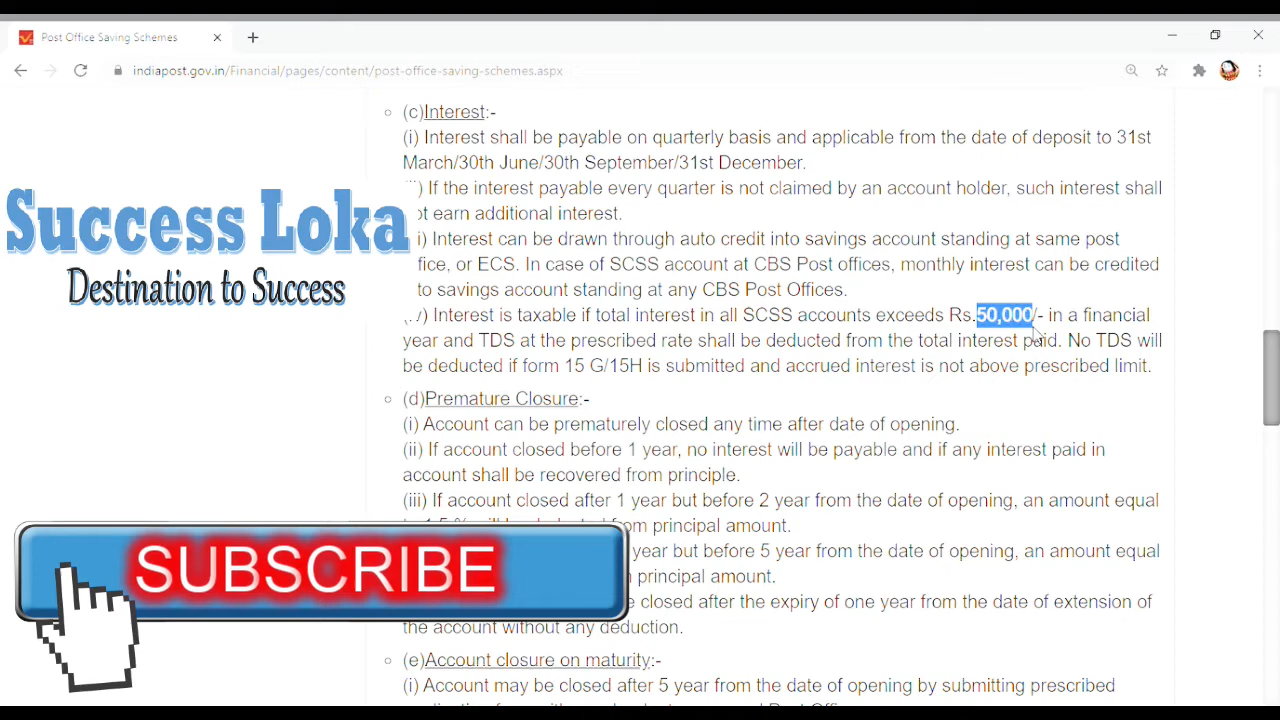 Post Office Saving Schemes
indiapost.gov.in/Financial/pages/content/post-office-saving-schemes.aspx
(c)Interest:-
(i) Interest shall be payable on quarterly basis and applicable from the date of deposit to 31st
March/30th June/30th September/31st December.
If the interest payable every quarter is not claimed by an account holder, such interest shall
earn additional interest.
Interest can be drawn through auto credit into savings account standing at same post
or ECS. In case of SCSS account at CBS Post offices, monthly interest can be credited
to savings account standing at any CBS Post Offices.
Interest is taxable if total interest in all SCSS accounts exceeds Rs.50,000/- in a financial
year and TDS at the prescribed rate shall be deducted from the total interest paid. No TDS will
be deducted if form 15 G/15H is submitted and accrued interest is not above prescribed limit.
Success Loka
Destination to Success
(d)Premature Closure:-
(i) Account can be prematurely closed any time after date of opening.
(ii) If account closed before 1 year, no interest will be payable and if any interest paid in
account shall be recovered from principle.
(iii) If account closed after 1 year but before 2 year from the date of opening, an amount equal
from principal amount.
year but before 5 year from the date of opening, an amount equal
principal amount.
closed after the expiry of one year from the date of extension of
the account without any deduction.
SUBSCRIBE
(e)Account closure on maturity:-
(i) Account may be closed after 5 year from the date of opening by submitting prescribed